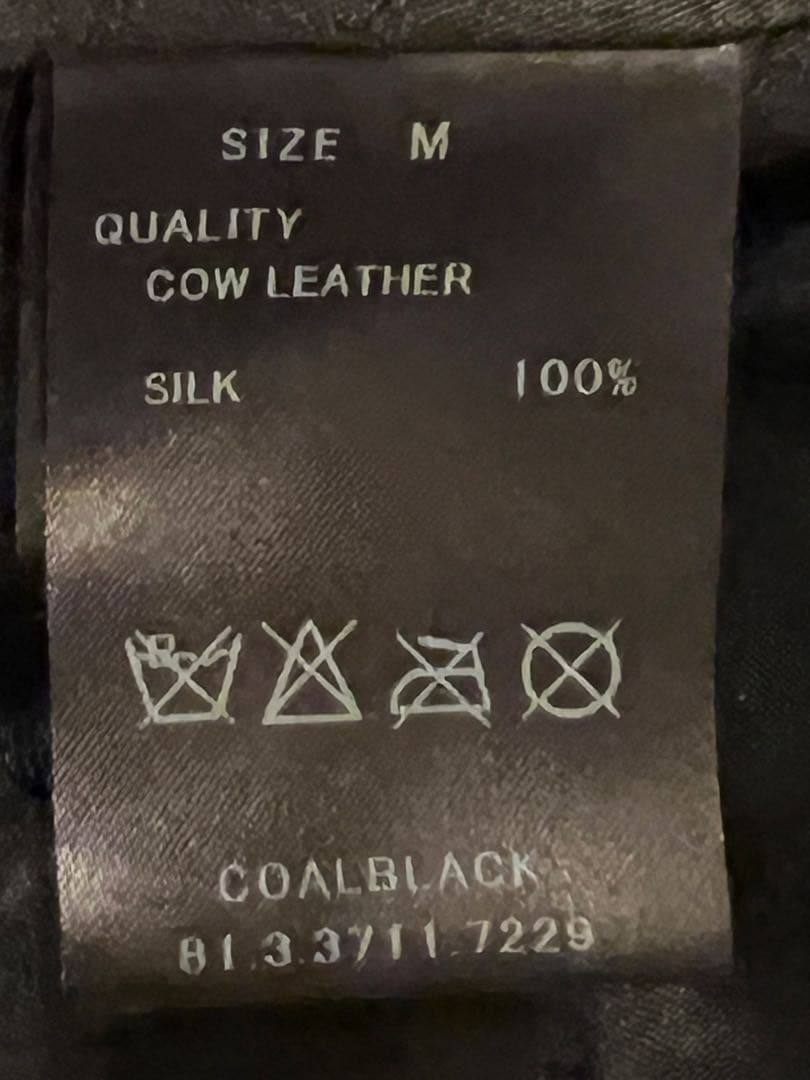 SIZE M
QUALITY
COW LEATHER
SILK 100%
COALBLACK
81.3.3711.7229